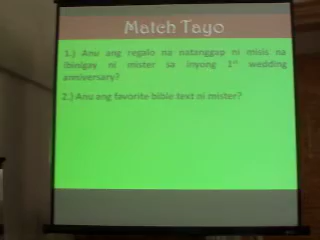 Match Tayo
1.) Anu ang regalo na natanggap ni misis na
ibinigay ni mister sa inyong 1st wedding
anniversary?
2.) Anu ang favorite bible text ni mister?